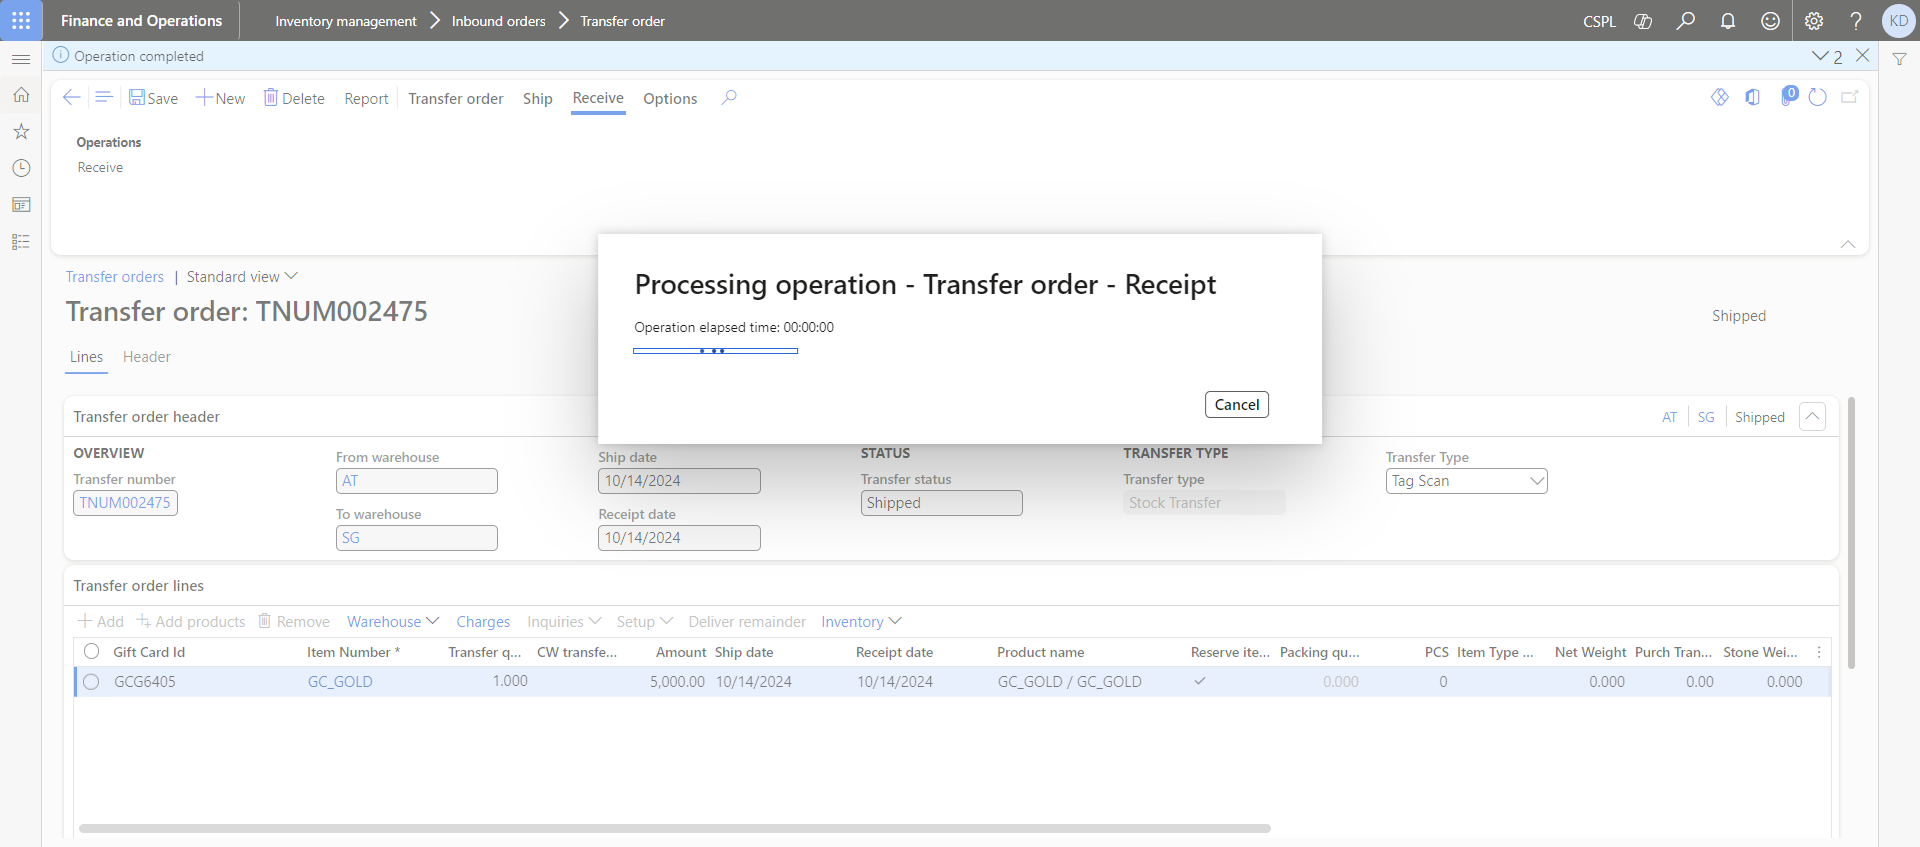 Finance and Operations
Inventory management > Inbound orders > Transfer order
CSPL
?
KD
Operation completed
2
Save
New
Delete
Report
Transfer order
Ship
Receive
Options
0
Operations
Receive
Transfer orders | Standard view
Transfer order: TNUM002475
Shipped
Lines
Header
Processing operation - Transfer order - Receipt
Operation elapsed time: 00:00:00
Cancel
Transfer order header
AT
SG
Shipped
OVERVIEW
Transfer number
TNUM002475
From warehouse
AT
To warehouse
SG
Ship date
10/14/2024
Receipt date
10/14/2024
STATUS
Transfer status
Shipped
TRANSFER TYPE
Transfer type
Stock Transfer
Transfer Type
Tag Scan
Transfer order lines
Add
Add products
Remove
Warehouse
Charges
Inquiries
Setup
Deliver remainder
Inventory
Gift Card Id Item Number * Transfer q... CW transfe... Amount Ship date Receipt date Product name Reserve ite... Packing qu... PCS Item Type ... Net Weight Purch Tran... Stone Wei...
GCG6405 GC_GOLD 1.000 5,000.00 10/14/2024 10/14/2024 GC_GOLD / GC_GOLD 0.000 0 0.000 0.00 0.000